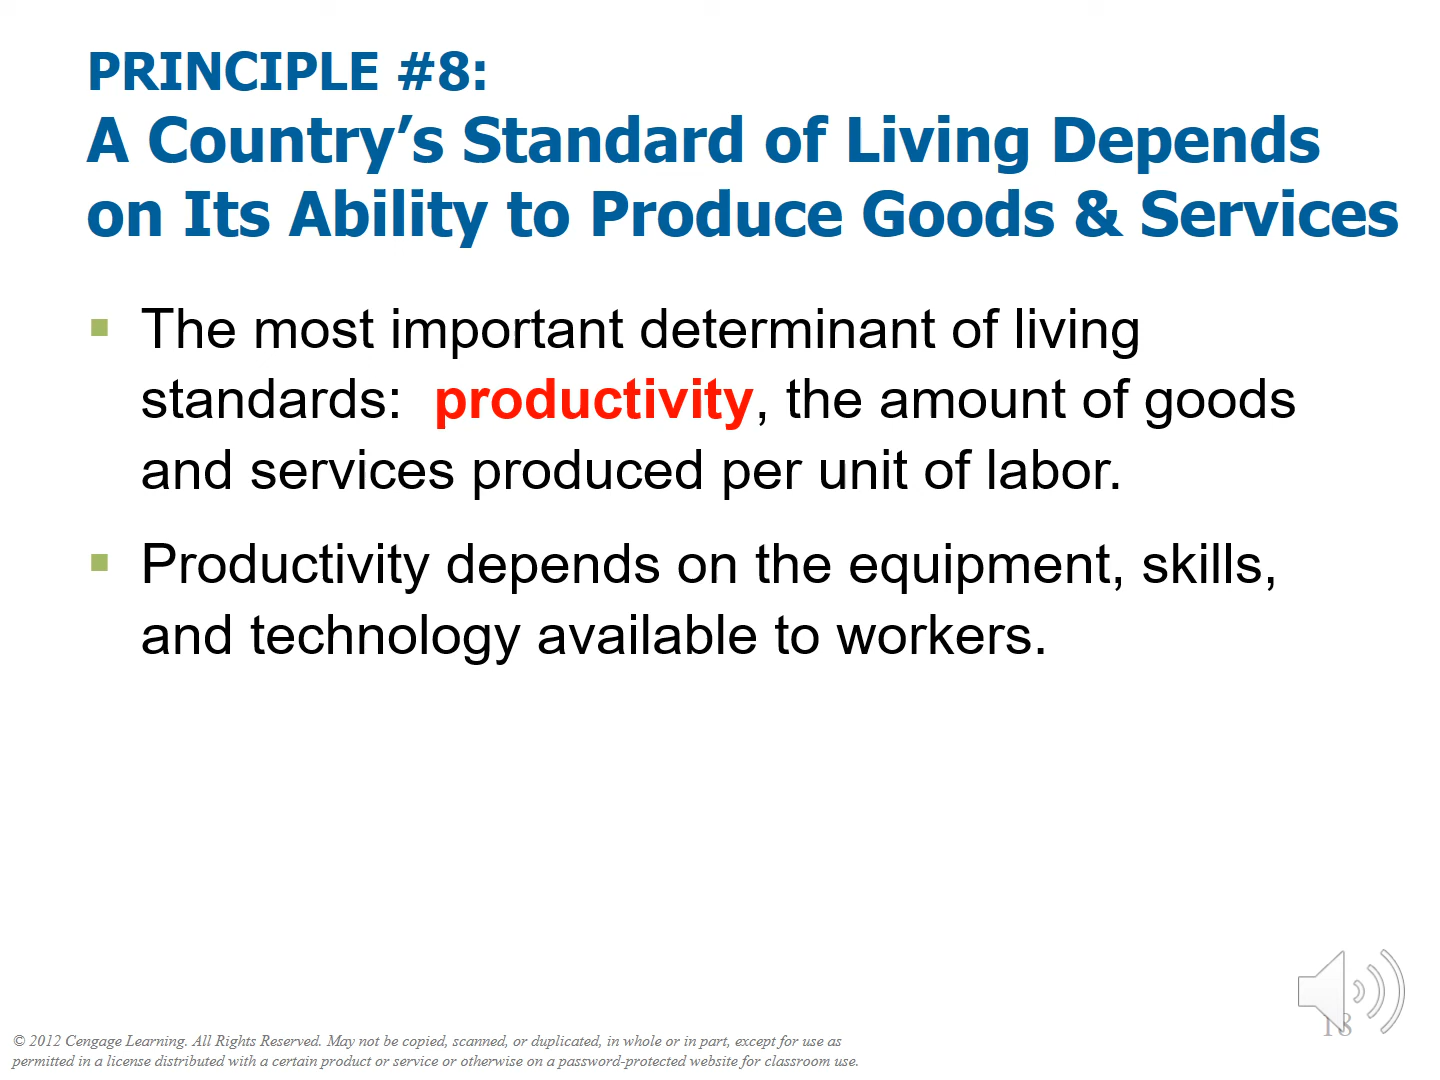 PRINCIPLE #8:
A Country’s Standard of Living Depends
on Its Ability to Produce Goods & Services
The most important determinant of living
standards: productivity, the amount of goods
and services produced per unit of labor.
Productivity depends on the equipment, skills,
and technology available to workers.
© 2012 Cengage Learning. All Rights Reserved. May not be copied, scanned, or duplicated, in whole or in part, except for use as
permitted in a license distributed with a certain product or service or otherwise on a password-protected website for classroom use.